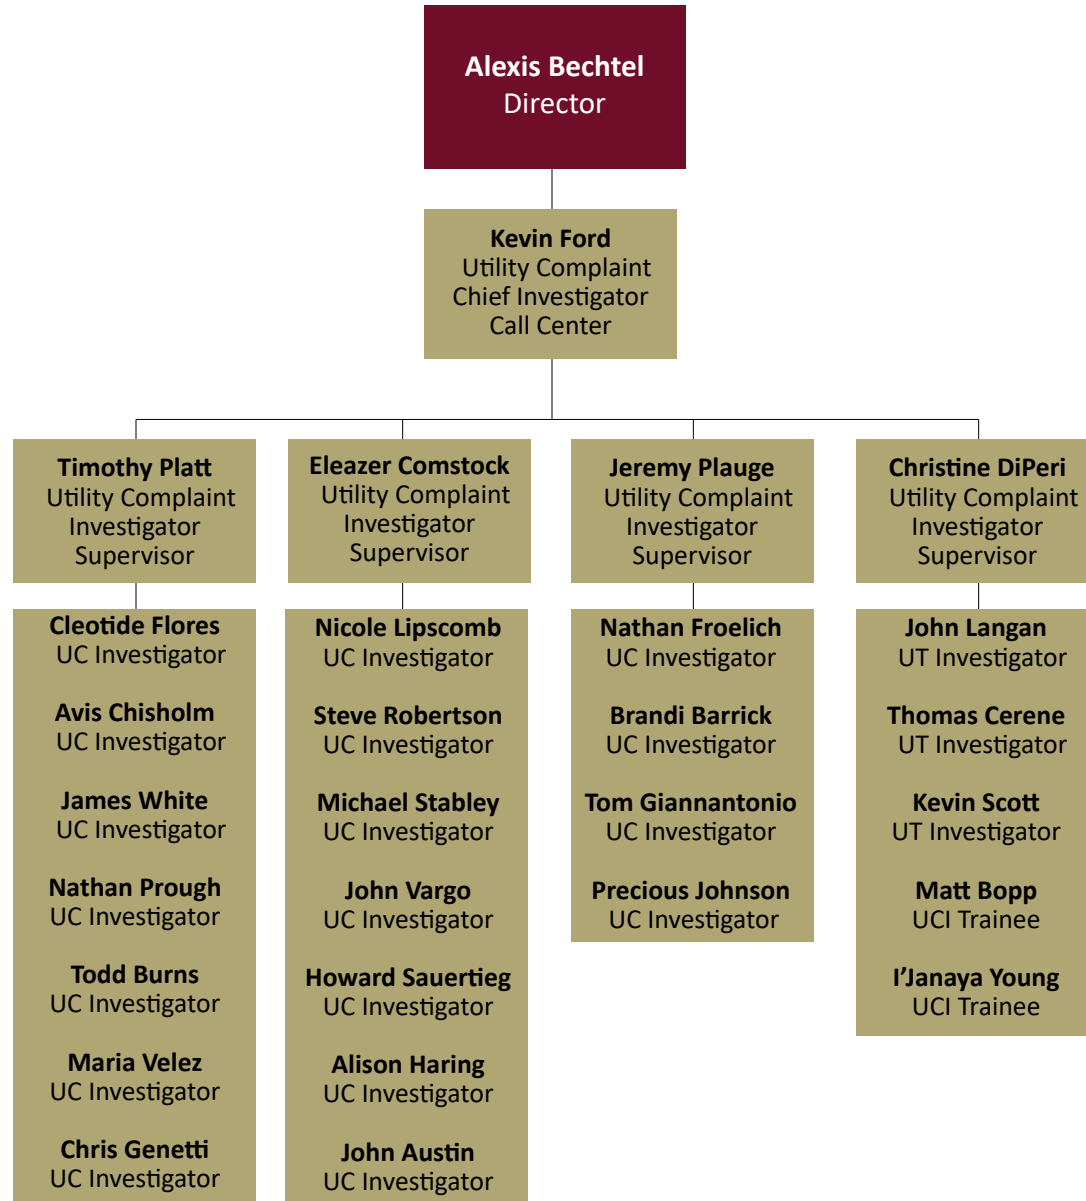 Alexis Bechtel
Director
Kevin Ford
Utility Complaint
Chief Investigator
Call Center
Timothy Platt
Utility Complaint
Investigator
Supervisor
Cleotide Flores
UC Investigator
Avis Chisholm
UC Investigator
James White
UC Investigator
Nathan Prough
UC Investigator
Todd Burns
UC Investigator
Maria Velez
UC Investigator
Chris Genetti
UC Investigator
Eleazer Comstock
Utility Complaint
Investigator
Supervisor
Nicole Lipscomb
UC Investigator
Steve Robertson
UC Investigator
Michael Stabley
UC Investigator
John Vargo
UC Investigator
Howard Sauertieg
UC Investigator
Alison Haring
UC Investigator
John Austin
UC Investigator
Jeremy Plauge
Utility Complaint
Investigator
Supervisor
Nathan Froelich
UC Investigator
Brandi Barrick
UC Investigator
Tom Giannantonio
UC Investigator
Precious Johnson
UC Investigator
Christine DiPeri
Utility Complaint
Investigator
Supervisor
John Langan
UT Investigator
Thomas Cerene
UT Investigator
Kevin Scott
UT Investigator
Matt Bopp
UCI Trainee
I’Janaya Young
UCI Trainee